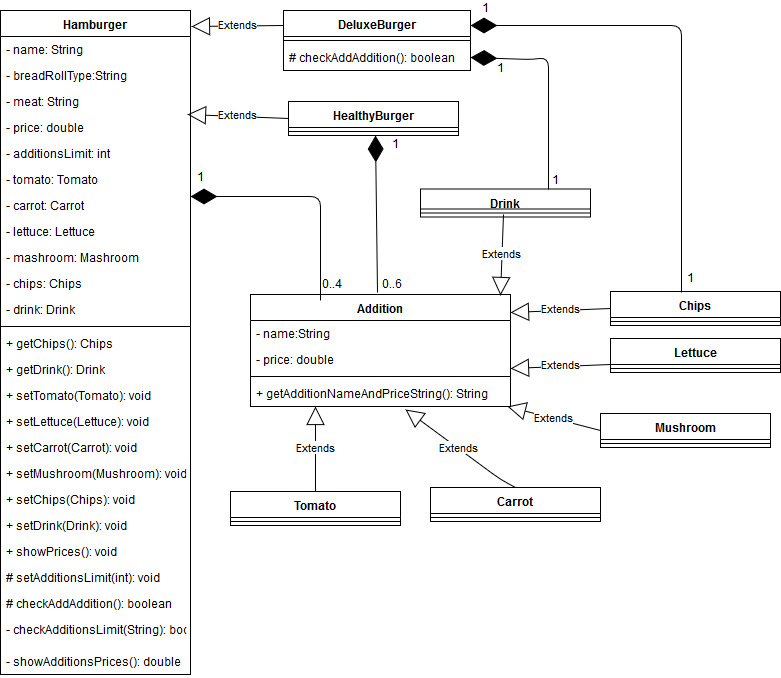 Hamburger
- name: String
- breadRollType:String
- meat: String
- price: double
- additionsLimit: int
- tomato: Tomato
- carrot: Carrot
- lettuce: Lettuce
- mashroom: Mashroom
- chips: Chips
- drink: Drink
+ getChips(): Chips
+ getDrink(): Drink
+ setTomato(Tomato): void
+ setLettuce(Lettuce): void
+ setCarrot(Carrot): void
+ setMushroom(Mushroom): void
+ setChips(Chips): void
+ setDrink(Drink): void
+ showPrices(): void
# setAdditionsLimit(int): void
# checkAddAddition(): boolean
- checkAdditionsLimit(String): boo
- showAdditionsPrices(): double
Extends
DeluxeBurger
# checkAddAddition(): boolean
1
1
Extends
HealthyBurger
1
1
1
Drink
Extends
0..4
0..6
1
Addition
- name:String
- price: double
+ getAdditionNameAndPriceString(): String
Extends
Chips
Extends
Lettuce
Extends
Mushroom
Extends
Tomato
Extends
Carrot